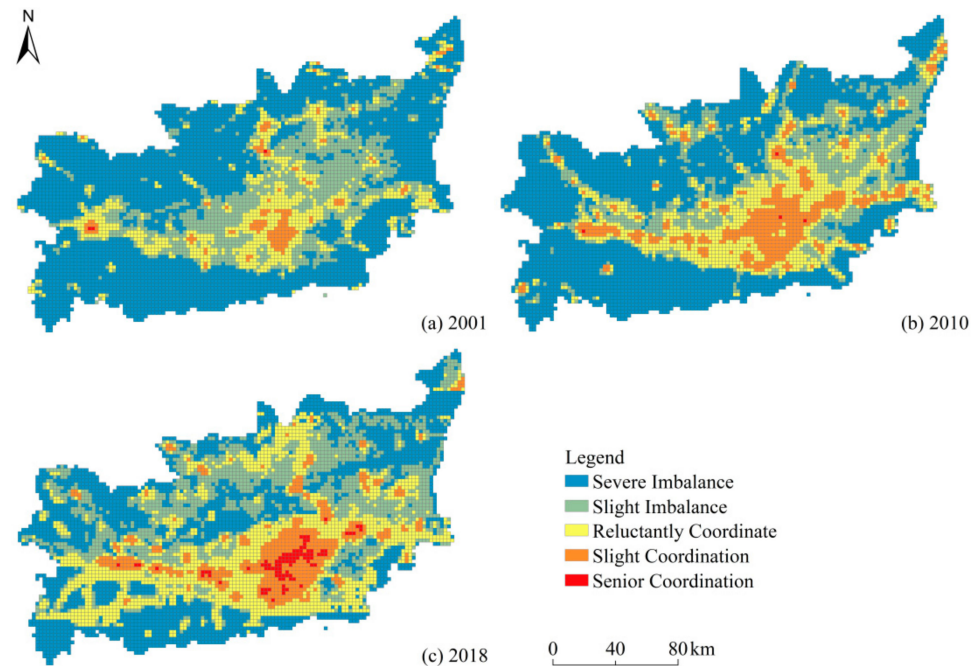 N
(a) 2001
(b) 2010
Legend
Severe Imbalance
Slight Imbalance
Reluctantly Coordinate
Slight Coordination
Senior Coordination
(c) 2018
0 40 80 km